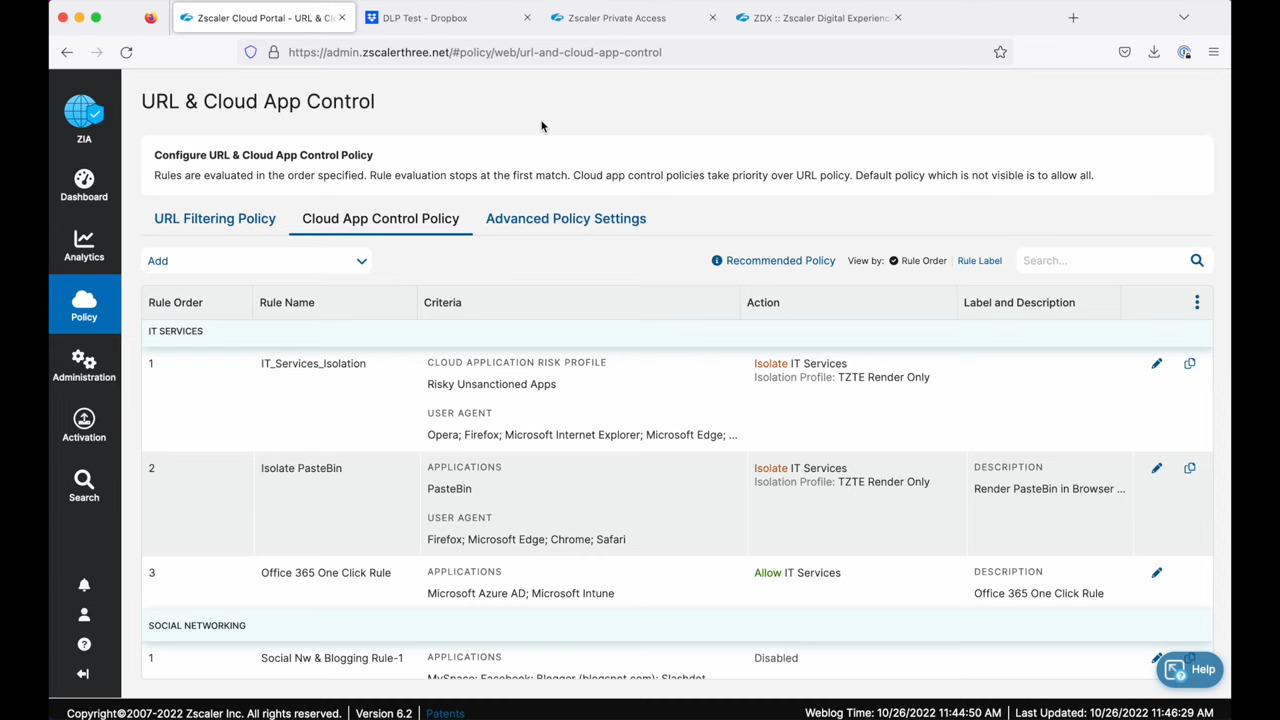 Zscaler Cloud Portal - URL & Cl
DLP Test - Dropbox
Zscaler Private Access
ZDX :: Zscaler Digital Experienc
https://admin.zscalerthree.net/#policy/web/url-and-cloud-app-control
ZIA
Dashboard
Analytics
Policy
Administration
Activation
Search
URL & Cloud App Control
Configure URL & Cloud App Control Policy
Rules are evaluated in the order specified. Rule evaluation stops at the first match. Cloud app control policies take priority over URL policy. Default policy which is not visible is to allow all.
URL Filtering Policy
Cloud App Control Policy
Advanced Policy Settings
Add
Recommended Policy
View by: Rule Order Rule Label
Search...
Rule Order Rule Name Criteria Action Label and Description
IT SERVICES
1
IT_Services_Isolation
CLOUD APPLICATION RISK PROFILE
Risky Unsanctioned Apps
USER AGENT
Opera; Firefox; Microsoft Internet Explorer; Microsoft Edge; ...
Isolate IT Services
Isolation Profile: TZTE Render Only
2
Isolate PasteBin
APPLICATIONS
PasteBin
USER AGENT
Firefox; Microsoft Edge; Chrome; Safari
Isolate IT Services
Isolation Profile: TZTE Render Only
DESCRIPTION
Render PasteBin in Browser ...
3
Office 365 One Click Rule
APPLICATIONS
Microsoft Azure AD; Microsoft Intune
Allow IT Services
DESCRIPTION
Office 365 One Click Rule
SOCIAL NETWORKING
1
Social Nw & Blogging Rule-1
APPLICATIONS
MySpace; Facebook; Blogger (blogspot.com); Slashdot
Disabled
Help
Copyright©2007-2022 Zscaler Inc. All rights reserved. | Version 6.2 | Patents
Weblog Time: 10/26/2022 11:44:50 AM | Last Updated: 10/26/2022 11:46:29 AM